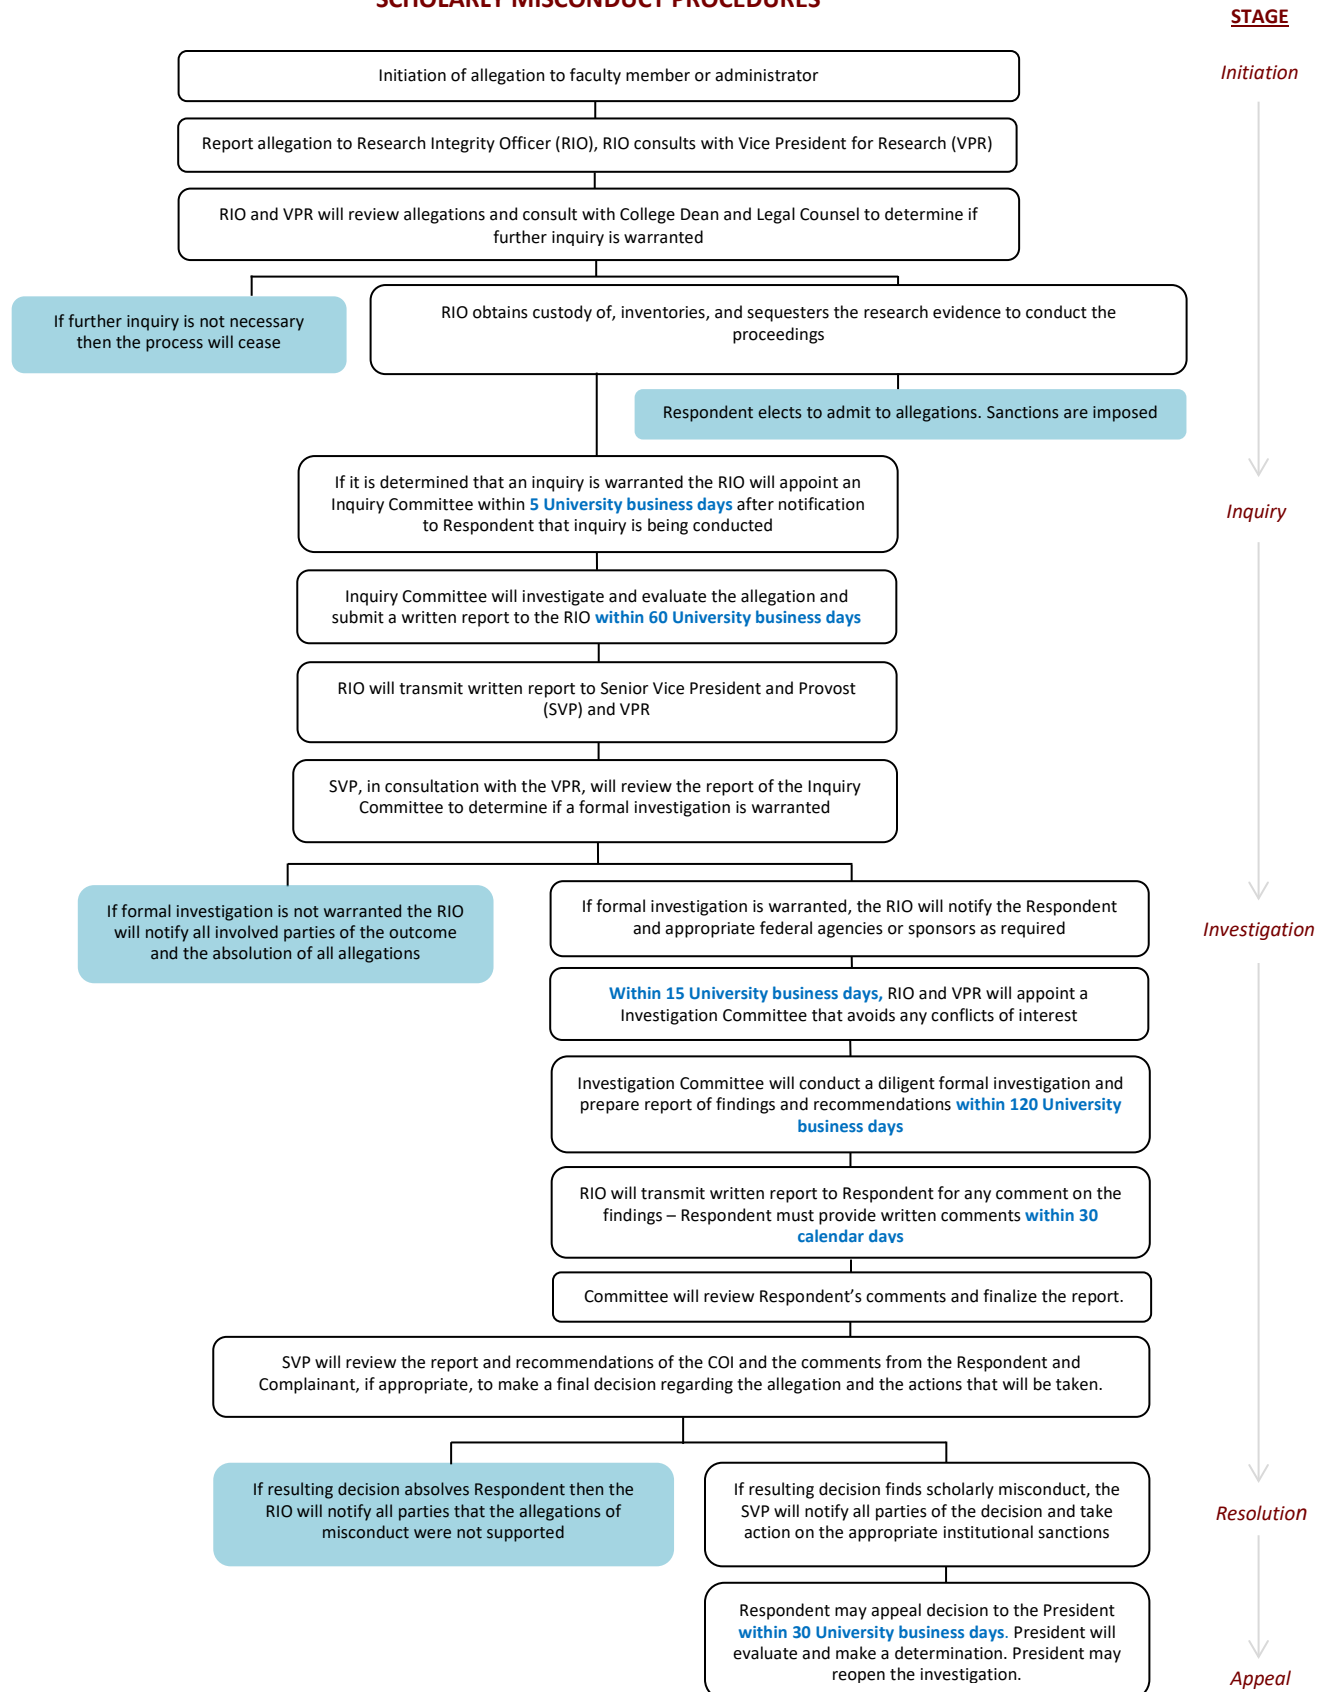 SCHOLARLY MISCONDUCT PROCEDURES
STAGE
Initiation of allegation to faculty member or administrator
Initiation
Report allegation to Research Integrity Officer (RIO), RIO consults with Vice President for Research (VPR)
RIO and VPR will review allegations and consult with College Dean and Legal Counsel to determine if
further inquiry is warranted
If further inquiry is not necessary
then the process will cease
RIO obtains custody of, inventories, and sequesters the research evidence to conduct the
proceedings
Respondent elects to admit to allegations. Sanctions are imposed
If it is determined that an inquiry is warranted the RIO will appoint an
Inquiry Committee within 5 University business days after notification
to Respondent that inquiry is being conducted
Inquiry
Inquiry Committee will investigate and evaluate the allegation and
submit a written report to the RIO within 60 University business days
RIO will transmit written report to Senior Vice President and Provost
(SVP) and VPR
SVP, in consultation with the VPR, will review the report of the Inquiry
Committee to determine if a formal investigation is warranted
If formal investigation is not warranted the RIO
will notify all involved parties of the outcome
and the absolution of all allegations
If formal investigation is warranted, the RIO will notify the Respondent
and appropriate federal agencies or sponsors as required
Investigation
Within 15 University business days, RIO and VPR will appoint a
Investigation Committee that avoids any conflicts of interest
Investigation Committee will conduct a diligent formal investigation and
prepare report of findings and recommendations within 120 University
business days
RIO will transmit written report to Respondent for any comment on the
findings – Respondent must provide written comments within 30
calendar days
Committee will review Respondent’s comments and finalize the report.
SVP will review the report and recommendations of the COI and the comments from the Respondent and
Complainant, if appropriate, to make a final decision regarding the allegation and the actions that will be taken.
If resulting decision absolves Respondent then the
RIO will notify all parties that the allegations of
misconduct were not supported
If resulting decision finds scholarly misconduct, the
SVP will notify all parties of the decision and take
action on the appropriate institutional sanctions
Resolution
Respondent may appeal decision to the President
within 30 University business days. President will
evaluate and make a determination. President may
reopen the investigation.
Appeal